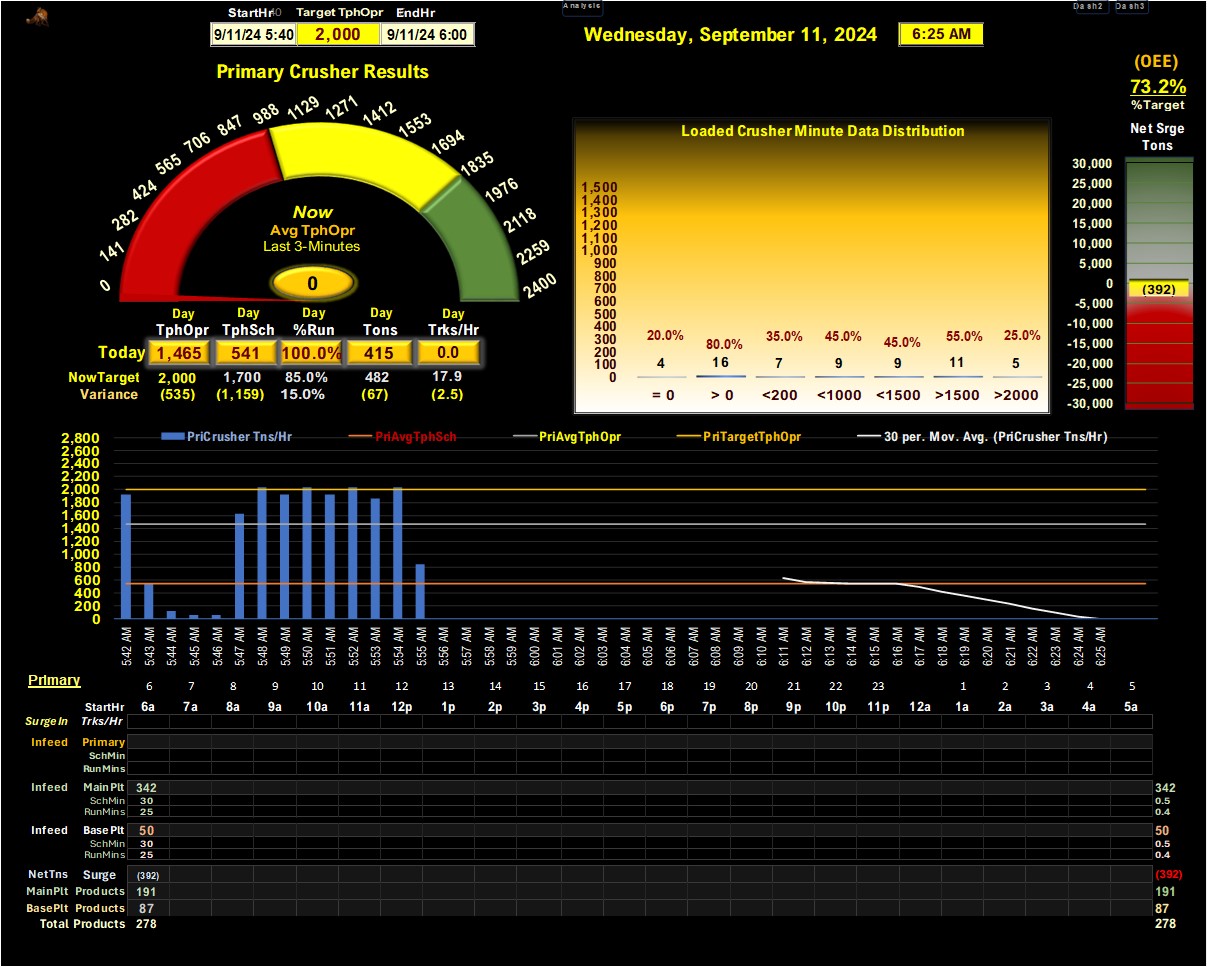 StartHr Target TphOpr EndHr
9/11/24 5:40 2,000 9/11/24 6:00
Analysis
Dash2 Dash3
Wednesday, September 11, 2024 6:25 AM
(OEE)
73.2%
%Target
Primary Crusher Results
0 141 282 424 565 706 847 988 1129 1271 1412 1553 1694 1835 1976 2118 2259 2400
Now
Avg TphOpr
Last 3-Minutes
0
Day Day Day Day Day
TphOpr TphSch %Run Tons Trks/Hr
Today 1,465 541 100.0% 415 0.0
NowTarget 2,000 1,700 85.0% 482 17.9
Variance (535) (1,159) 15.0% (67) (2.5)
Loaded Crusher Minute Data Distribution
1,500
1,400
1,300
1,200
1,100
1,000
900
800
700
600
500
400
300
200
100
0
20.0% 80.0% 35.0% 45.0% 45.0% 55.0% 25.0%
4 16 7 9 9 11 5
= 0 > 0 <200 <1000 <1500 >1500 >2000
Net Srge
Tons
30,000
25,000
20,000
15,000
10,000
5,000
0
-5,000
-10,000
-15,000
-20,000
-25,000
-30,000
(392)
PriCrusher Tns/Hr PriAvgTphSch PriAvgTphOpr PriTargetTphOpr 30 per. Mov. Avg. (PriCrusher Tns/Hr)
2,800
2,600
2,400
2,200
2,000
1,800
1,600
1,400
1,200
1,000
800
600
400
200
0
5:42 AM 5:43 AM 5:44 AM 5:45 AM 5:46 AM 5:47 AM 5:48 AM 5:49 AM 5:50 AM 5:51 AM 5:52 AM 5:53 AM 5:54 AM 5:55 AM 5:56 AM 5:57 AM 5:58 AM 5:59 AM 6:00 AM 6:01 AM 6:02 AM 6:03 AM 6:04 AM 6:05 AM 6:06 AM 6:07 AM 6:08 AM 6:09 AM 6:10 AM 6:11 AM 6:12 AM 6:13 AM 6:14 AM 6:15 AM 6:16 AM 6:17 AM 6:18 AM 6:19 AM 6:20 AM 6:21 AM 6:22 AM 6:23 AM 6:24 AM 6:25 AM
Primary
6 7 8 9 10 11 12 13 14 15 16 17 18 19 20 21 22 23 1 2 3 4 5
StartHr 6a 7a 8a 9a 10a 11a 12p 1p 2p 3p 4p 5p 6p 7p 8p 9p 10p 11p 12a 1a 2a 3a 4a 5a
SurgeIn Trks/Hr
Infeed Primary
SchMin
RunMins
Infeed MainPlt 342 342
SchMin 30 0.5
RunMins 25 0.4
Infeed BasePlt 50 50
SchMin 30 0.5
RunMins 25 0.4
NetTns Surge (392) (392)
MainPlt Products 191 191
BasePlt Products 87 87
Total Products 278 278